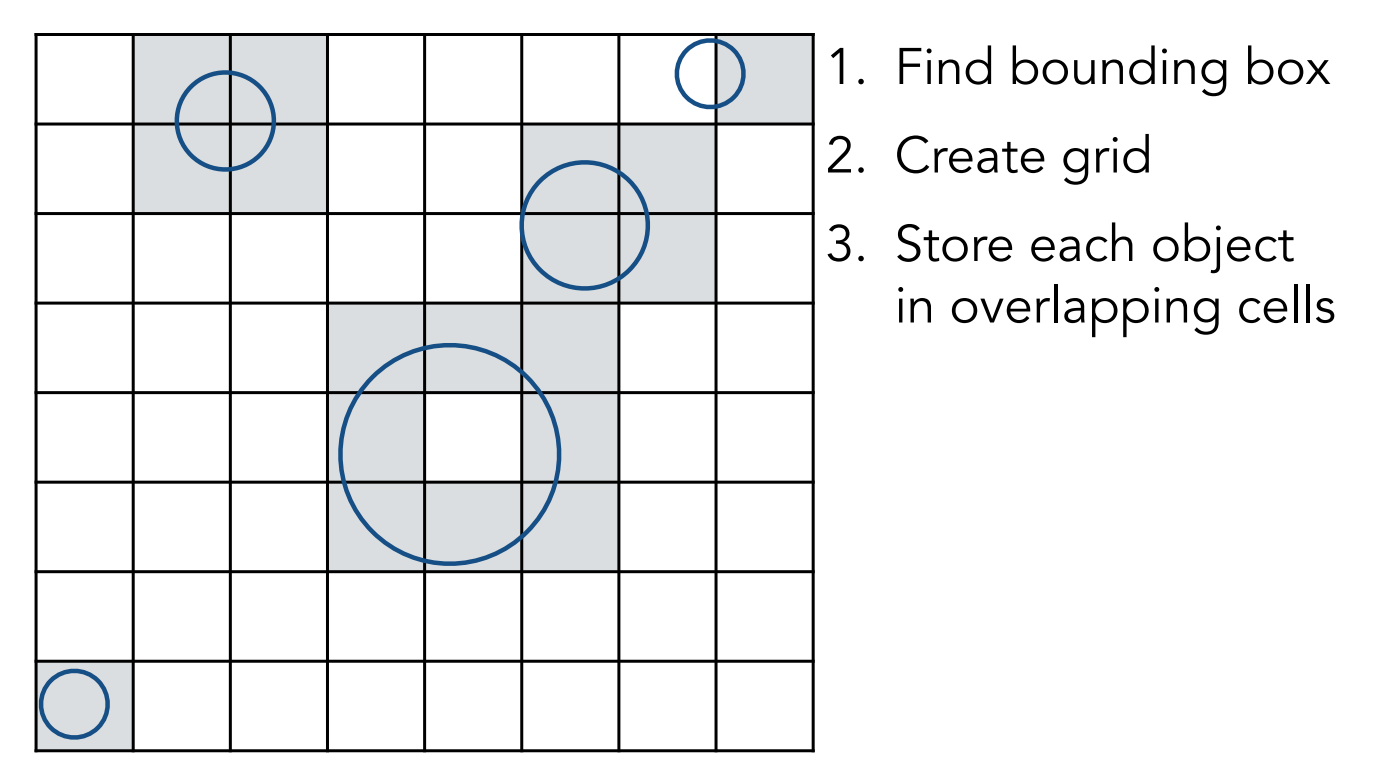 1. Find bounding box
2. Create grid
3. Store each object
in overlapping cells